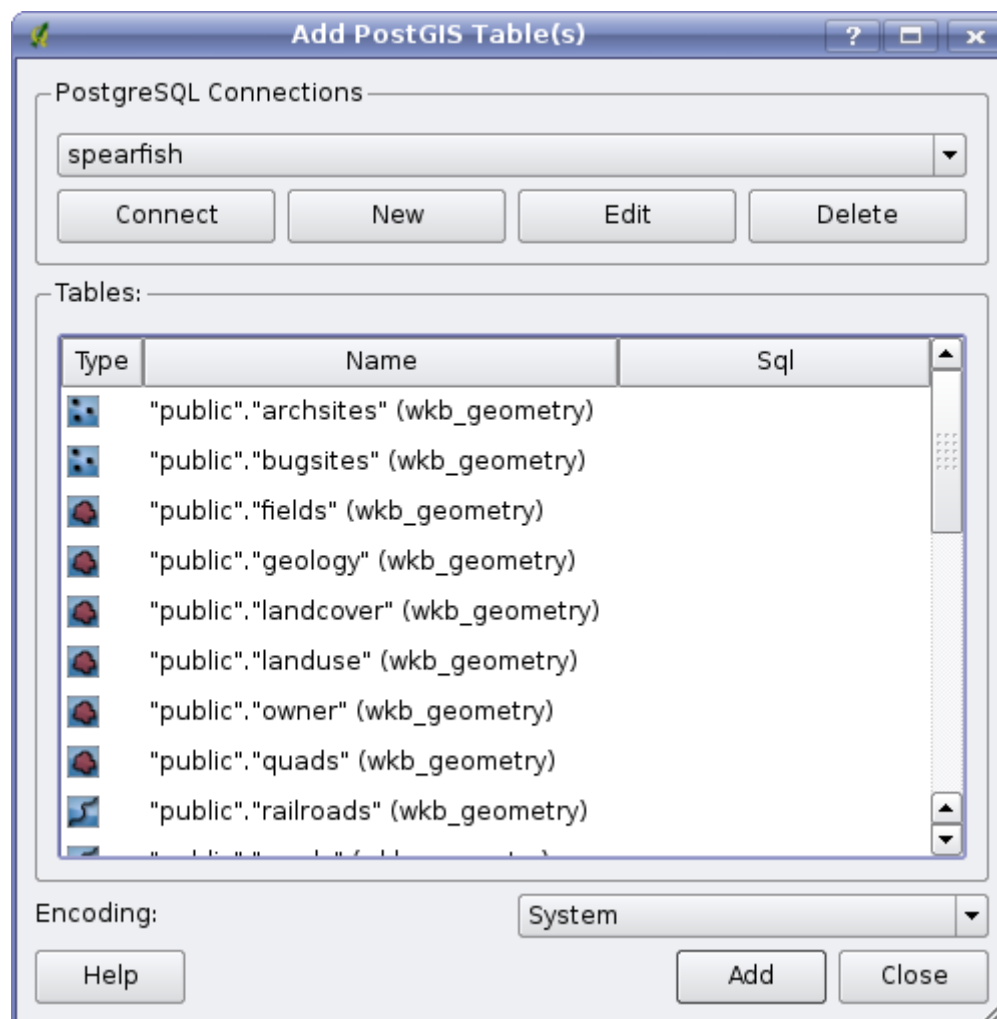 Add PostGIS Table(s)
PostgreSQL Connections
spearfish
Connect New Edit Delete
Tables:
Type Name Sql
"public"."archsites" (wkb_geometry)
"public"."bugsites" (wkb_geometry)
"public"."fields" (wkb_geometry)
"public"."geology" (wkb_geometry)
"public"."landcover" (wkb_geometry)
"public"."landuse" (wkb_geometry)
"public"."owner" (wkb_geometry)
"public"."quads" (wkb_geometry)
"public"."railroads" (wkb_geometry)
Encoding: System
Help Add Close